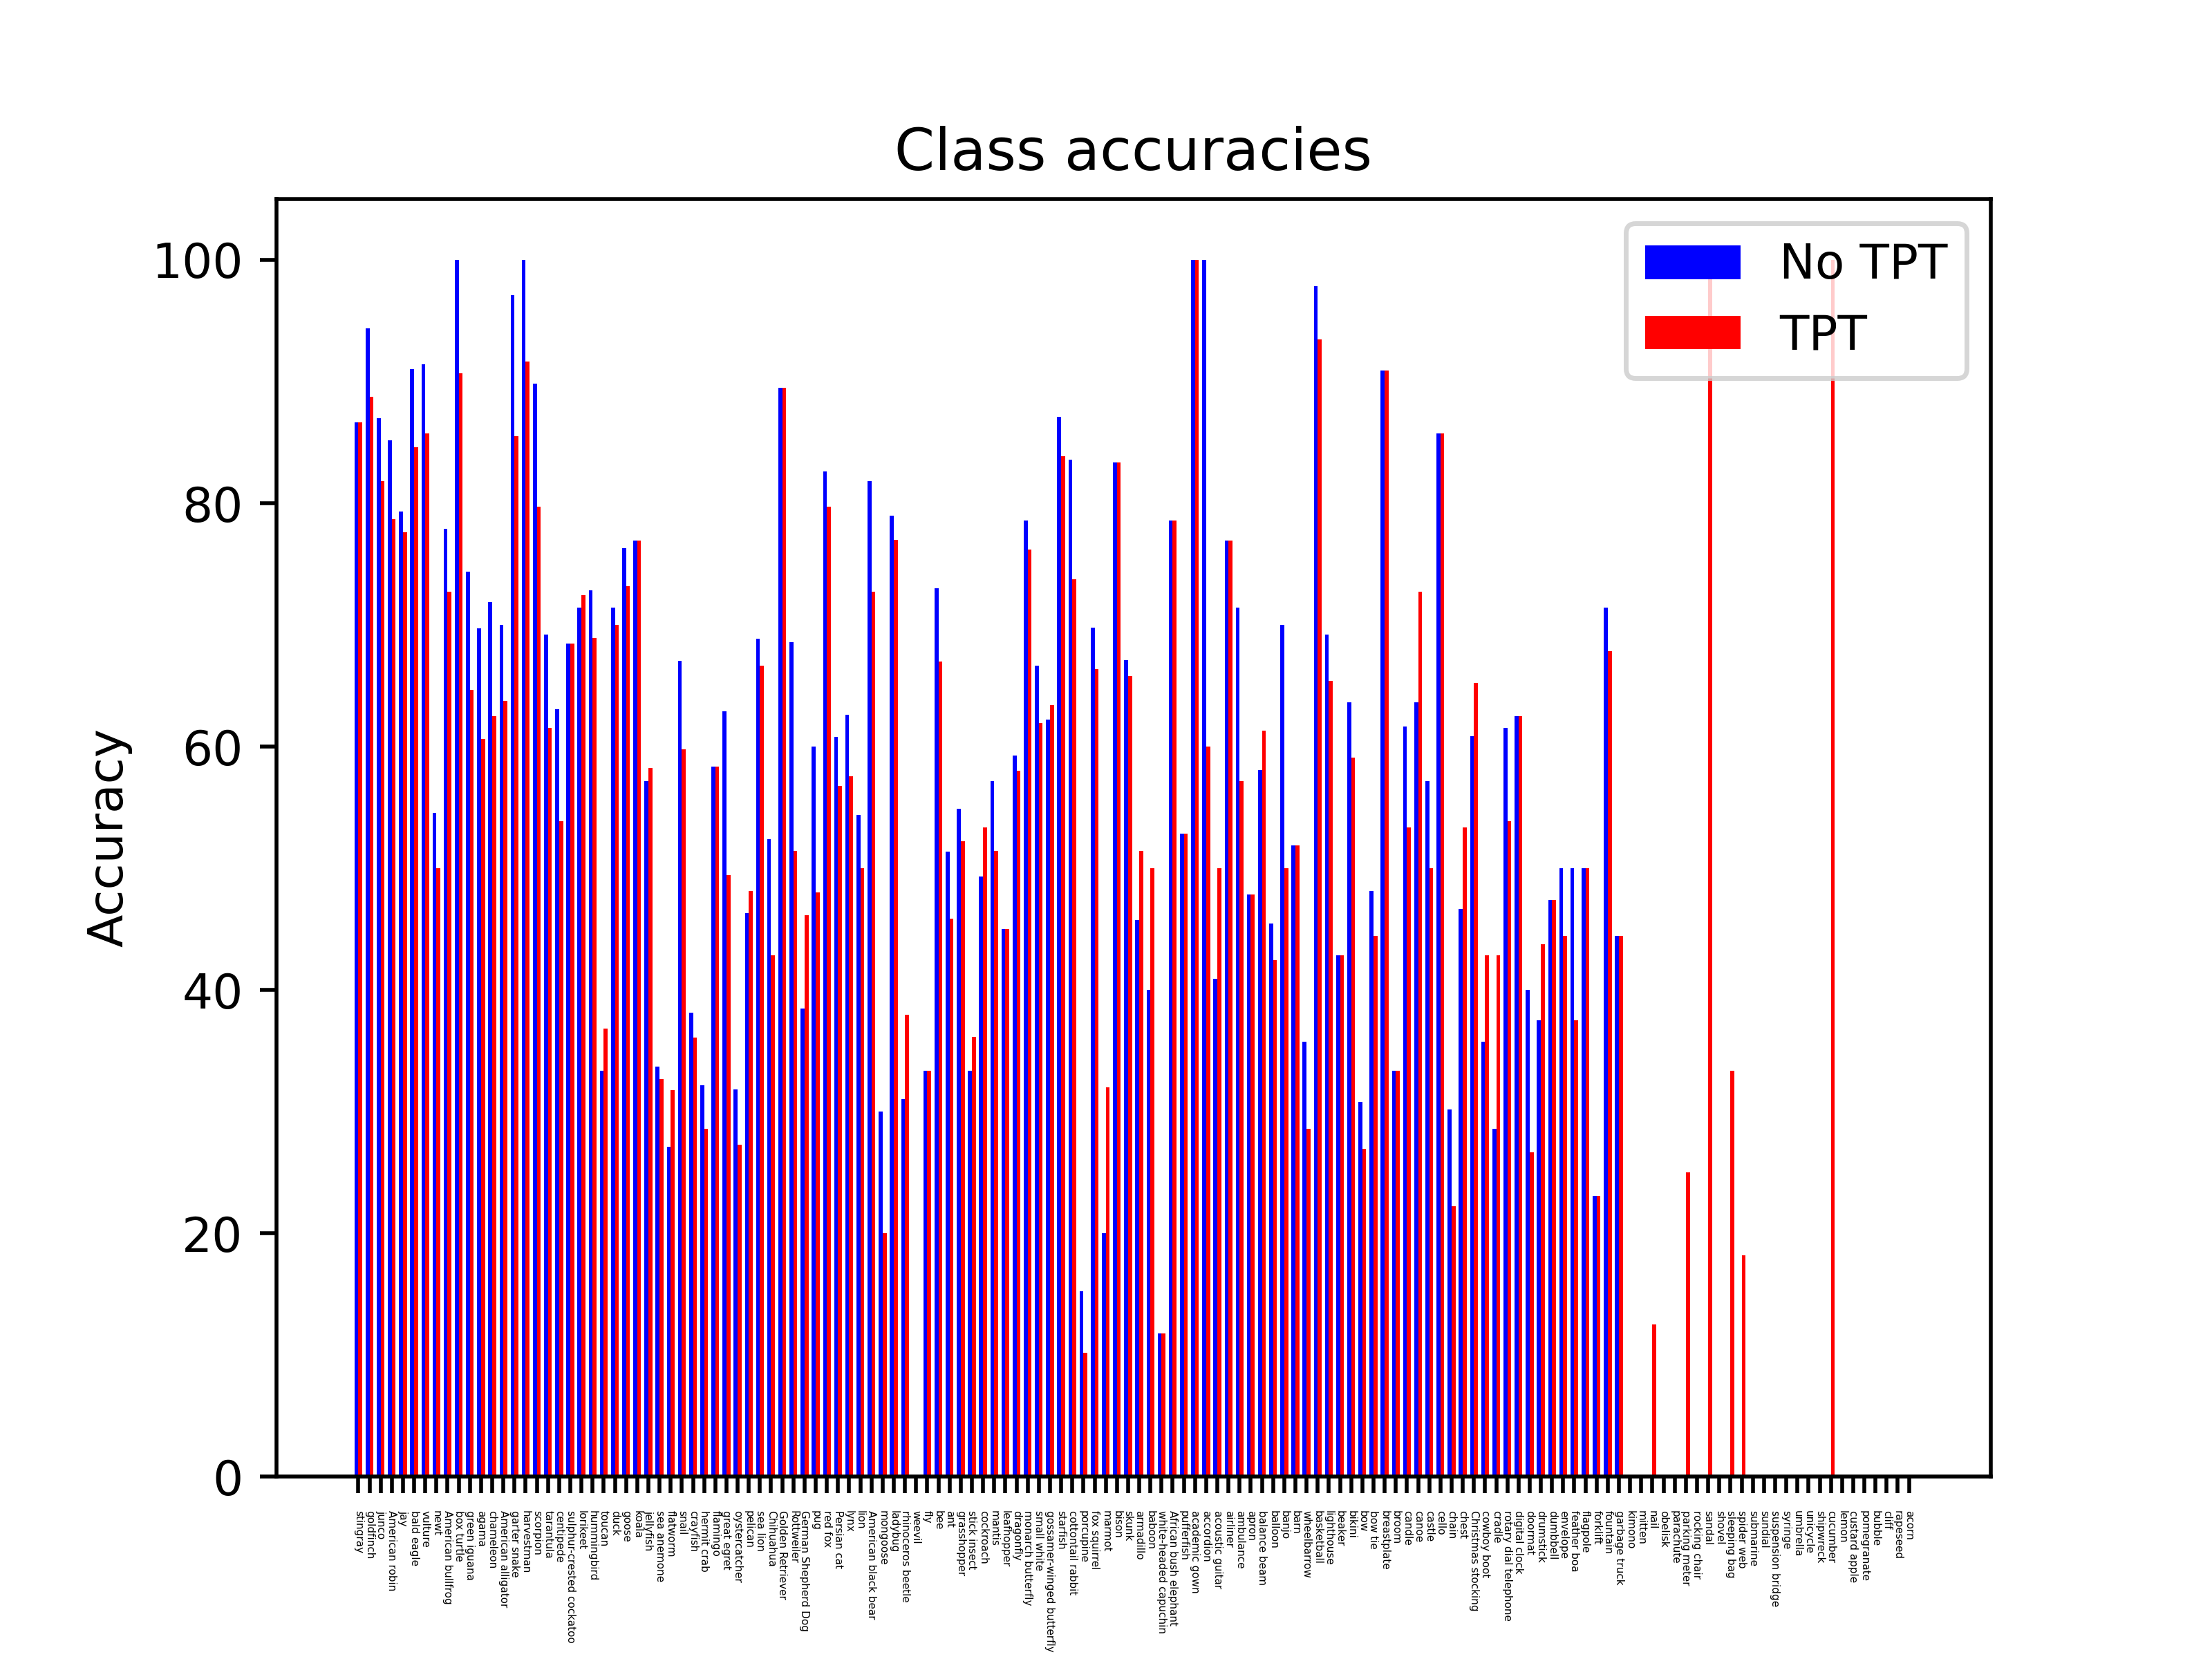 Class accuracies
No TPT
TPT
Accuracy
100
80
60
40
20
0
stingray
goldfinch
junco
American robin
jay
bald eagle
vulture
newt
American bullfrog
box turtle
green iguana
agama
chameleon
American alligator
garter snake
harvestman
scorpion
tarantula
centipede
sulphur-crested cockatoo
lorikeet
hummingbird
toucan
duck
goose
koala
jellyfish
sea anemone
flatworm
snail
crayfish
hermit crab
flamingo
great egret
oystercatcher
pelican
sea lion
Chihuahua
Golden Retriever
Rottweiler
German Shepherd Dog
pug
red fox
Persian cat
lynx
lion
American black bear
mongoose
ladybug
rhinoceros beetle
weevil
fly
bee
ant
grasshopper
stick insect
cockroach
mantis
leafhopper
dragonfly
monarch butterfly
small white
gossamer-winged butterfly
starfish
cottontail rabbit
porcupine
fox squirrel
marmot
bison
skunk
armadillo
baboon
white-headed capuchin
African bush elephant
pufferfish
academic gown
accordion
acoustic guitar
airliner
ambulance
apron
balance beam
balloon
banjo
barn
wheelbarrow
basketball
lighthouse
beaker
bikini
bow
bow tie
breastplate
broom
candle
canoe
castle
cello
chain
chest
Christmas stocking
cowboy boot
cradle
rotary dial telephone
digital clock
doormat
drumstick
dumbbell
envelope
feather boa
flagpole
forklift
fountain
garbage truck
kimono
mitten
nail
obelisk
parachute
parking meter
rocking chair
sandal
shovel
sleeping bag
spider web
submarine
sundial
suspension bridge
syringe
umbrella
unicycle
shipwreck
cucumber
lemon
custard apple
pomegranate
bubble
cliff
rapeseed
acorn